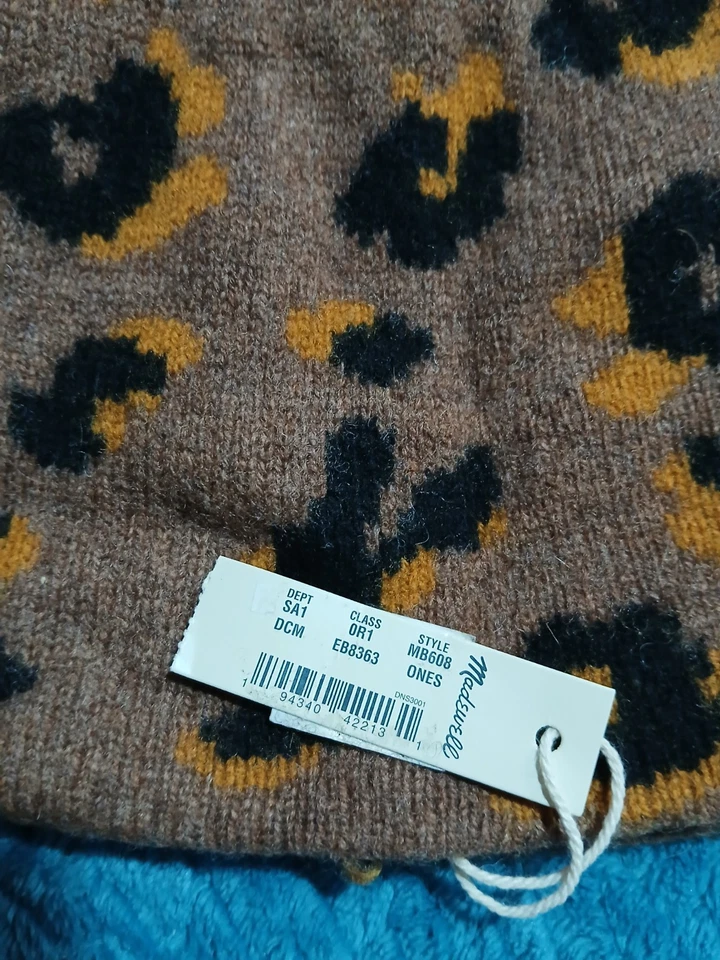 DEPT CLASS STYLE
SA1 0R1 MB608
DCM EB8363 ONES
DNS3001
1 94340 42213 1
Madewell